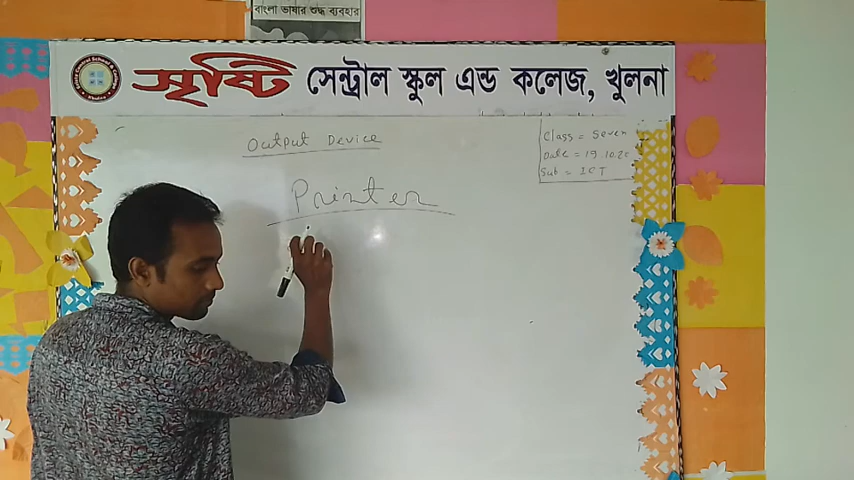 বাংলা ভাষার শুদ্ধ ব্যবহার
সৃষ্টি সেন্ট্রাল স্কুল এন্ড কলেজ, খুলনা
Output Device
Class = Seven
Date = 19.10.20
Sub = ICT
Printer